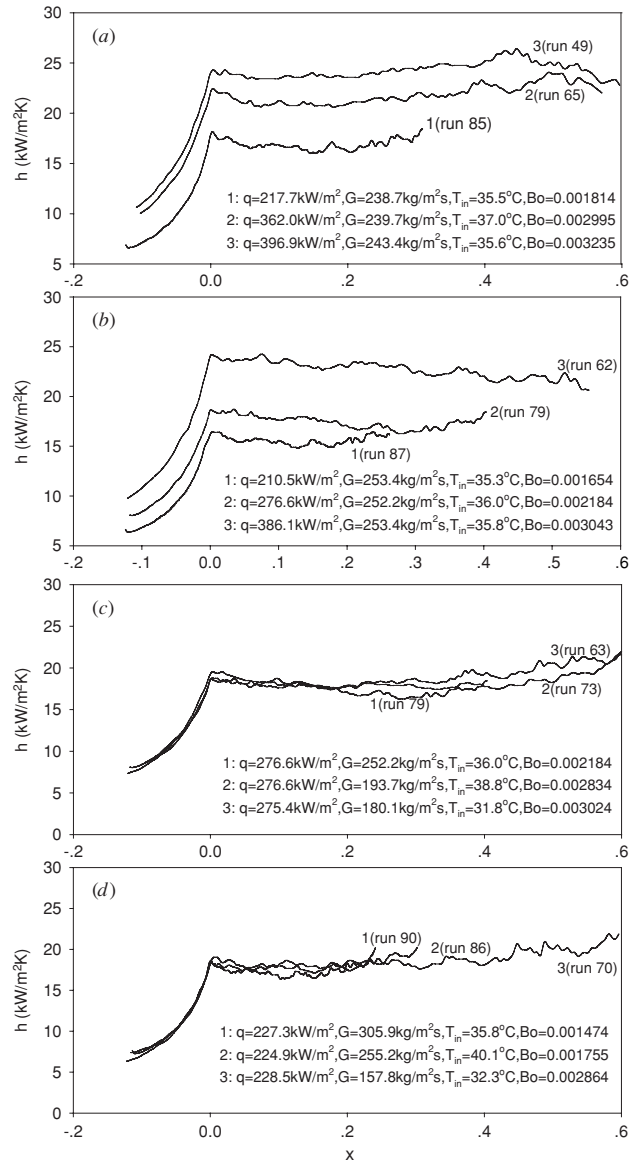 30
(a)
3(run 49)
25
2(run 65)
20
1(run 85)
h (kW/m²K)
15
1: q=217.7kW/m²,G=238.7kg/m²s,Tin=35.5°C,Bo=0.001814
10
2: q=362.0kW/m²,G=239.7kg/m²s,Tin=37.0°C,Bo=0.002995
3: q=396.9kW/m²,G=243.4kg/m²s,Tin=35.6°C,Bo=0.003235
5
-.2 0.0 .2 .4 .6
30
(b)
25
3(run 62)
20
2(run 79)
h (kW/m²K)
15
1(run 87)
1: q=210.5kW/m²,G=253.4kg/m²s,Tin=35.3°C,Bo=0.001654
10
2: q=276.6kW/m²,G=252.2kg/m²s,Tin=36.0°C,Bo=0.002184
3: q=386.1kW/m²,G=253.4kg/m²s,Tin=35.8°C,Bo=0.003043
5
-.2 -.1 0.0 .1 .2 .3 .4 .5 .6
30
(c)
25
3(run 63)
20
2(run 73)
1(run 79)
h (kW/m²K)
15
10
1: q=276.6kW/m²,G=252.2kg/m²s,Tin=36.0°C,Bo=0.002184
2: q=276.6kW/m²,G=193.7kg/m²s,Tin=38.8°C,Bo=0.002834
5
3: q=275.4kW/m²,G=180.1kg/m²s,Tin=31.8°C,Bo=0.003024
0
-.2 0.0 .2 .4 .6
30
(d)
25
1(run 90)
2(run 86)
20
3(run 70)
h (kW/m²K)
15
10
1: q=227.3kW/m²,G=305.9kg/m²s,Tin=35.8°C,Bo=0.001474
2: q=224.9kW/m²,G=255.2kg/m²s,Tin=40.1°C,Bo=0.001755
5
3: q=228.5kW/m²,G=157.8kg/m²s,Tin=32.3°C,Bo=0.002864
0
-.2 0.0 .2 .4 .6
x